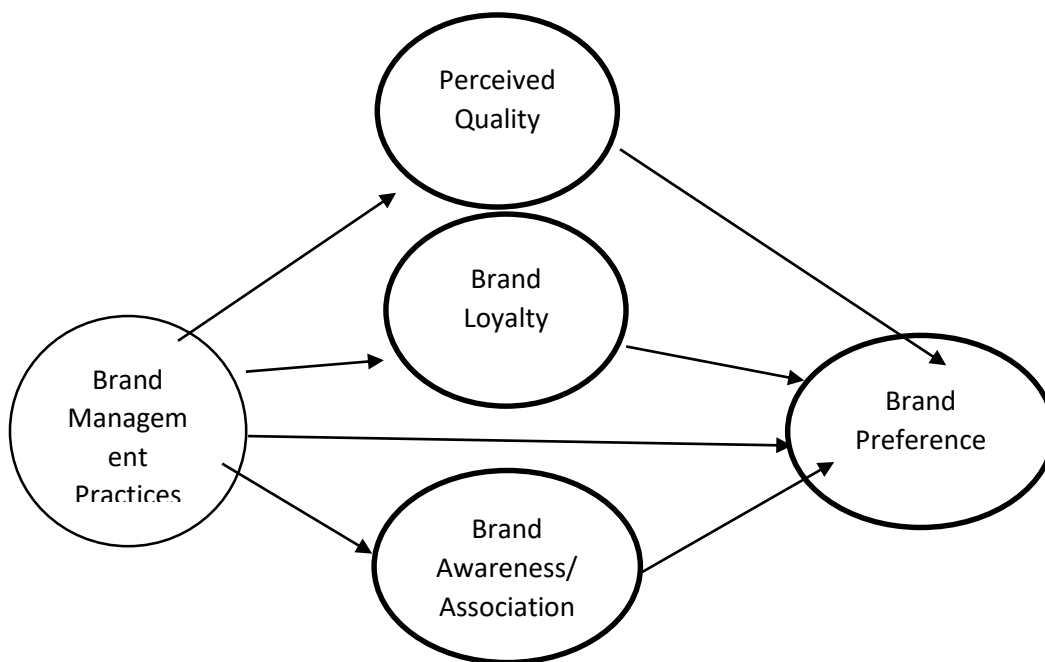 Perceived
Quality
Brand
Loyalty
Brand
Managem
ent
Practices
Brand
Preference
Brand
Awareness/
Association